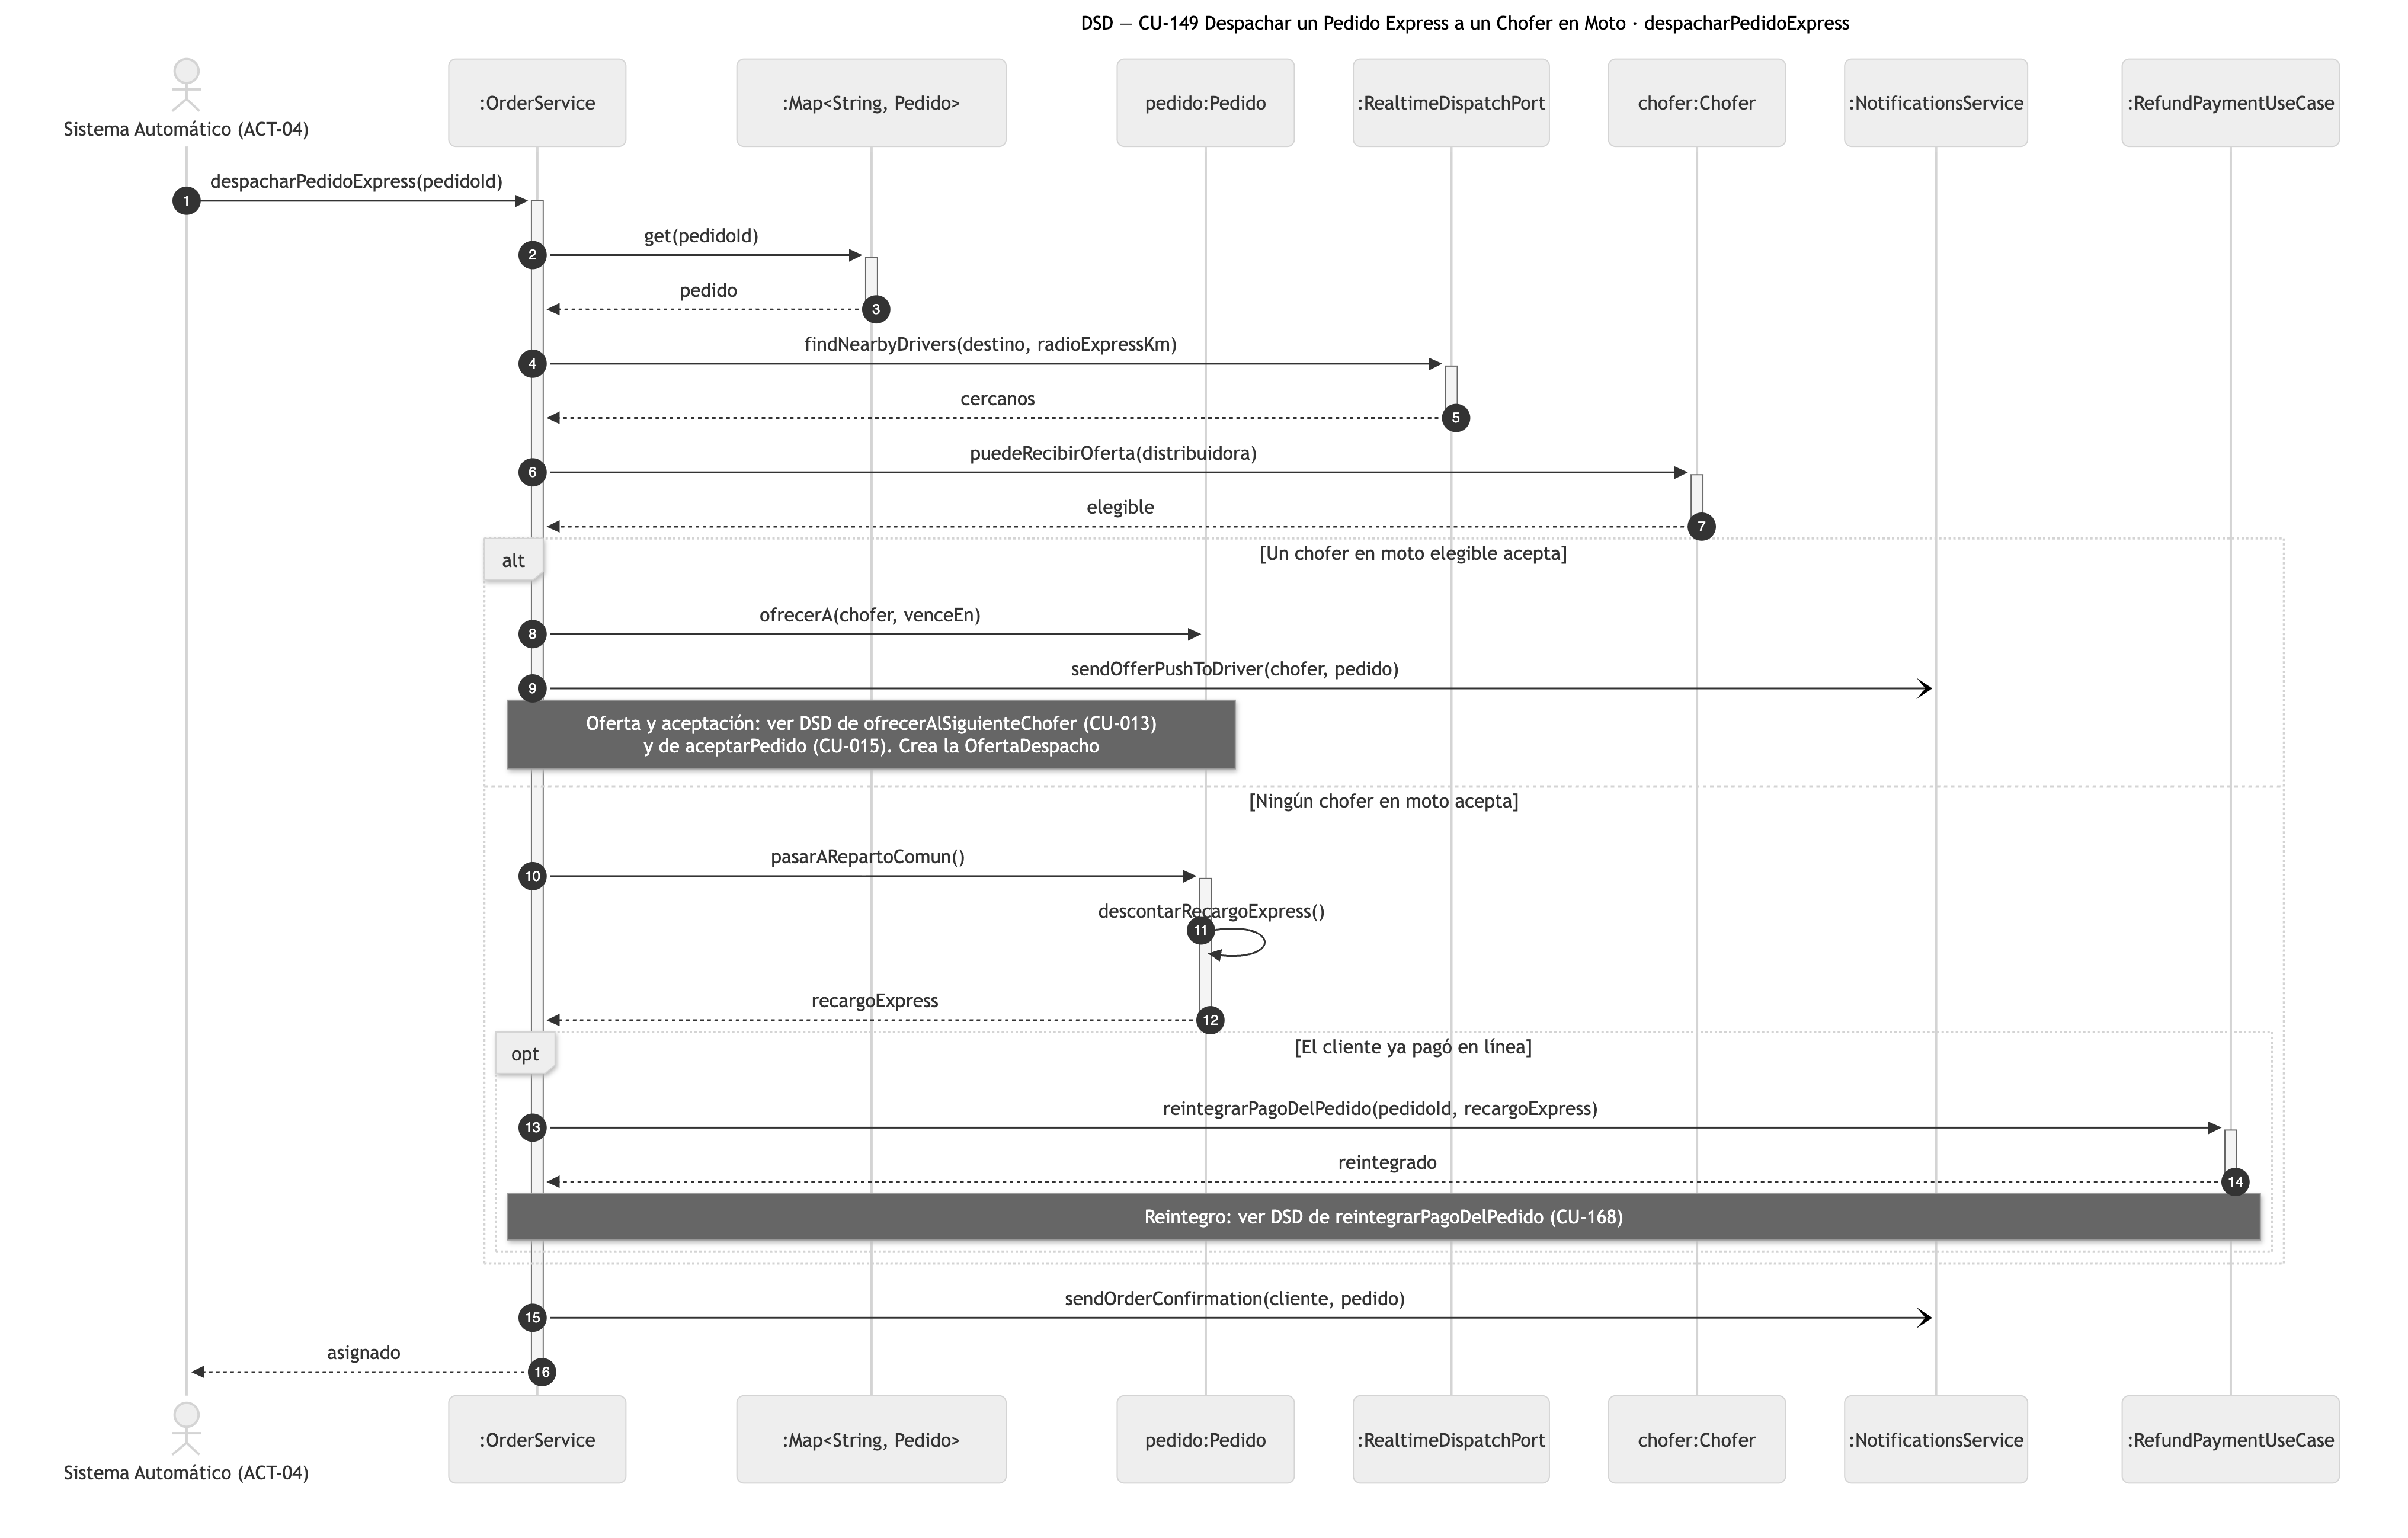 DSD — CU-149 Despachar un Pedido Express a un Chofer en Moto · despacharPedidoExpress
Sistema Automático (ACT-04)
:OrderService
:Map<String, Pedido>
pedido:Pedido
:RealtimeDispatchPort
chofer:Chofer
:NotificationsService
:RefundPaymentUseCase
despacharPedidoExpress(pedidoId)
1
get(pedidoId)
2
pedido
3
findNearbyDrivers(destino, radioExpressKm)
4
cercanos
5
puedeRecibirOferta(distribuidora)
6
elegible
7
alt
[Un chofer en moto elegible acepta]
ofrecerA(chofer, venceEn)
8
sendOfferPushToDriver(chofer, pedido)
9
Oferta y aceptación: ver DSD de ofrecerAlSiguienteChofer (CU-013)
y de aceptarPedido (CU-015). Crea la OfertaDespacho
[Ningún chofer en moto acepta]
pasarARepartoComun()
10
descontarRecargoExpress()
11
recargoExpress
12
opt
[El cliente ya pagó en línea]
reintegrarPagoDelPedido(pedidoId, recargoExpress)
13
reintegrado
14
Reintegro: ver DSD de reintegrarPagoDelPedido (CU-168)
sendOrderConfirmation(cliente, pedido)
15
asignado
16
Sistema Automático (ACT-04)
:OrderService
:Map<String, Pedido>
pedido:Pedido
:RealtimeDispatchPort
chofer:Chofer
:NotificationsService
:RefundPaymentUseCase